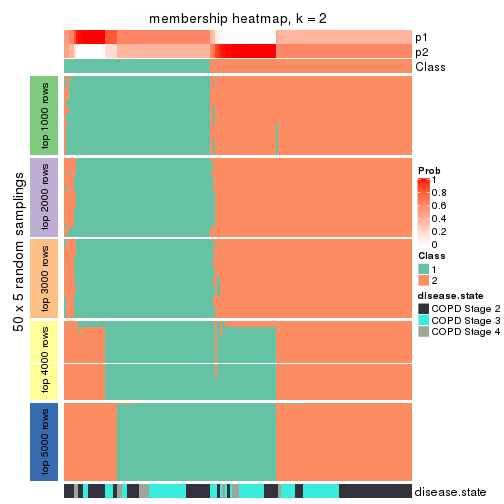 membership heatmap, k = 2
p1
p2
Class
50 x 5 random samplings
top 1000 rows
top 2000 rows
top 3000 rows
top 4000 rows
top 5000 rows
Prob
1
0.8
0.6
0.4
0.2
0
Class
1
2
disease.state
COPD Stage 2
COPD Stage 3
COPD Stage 4
disease.state